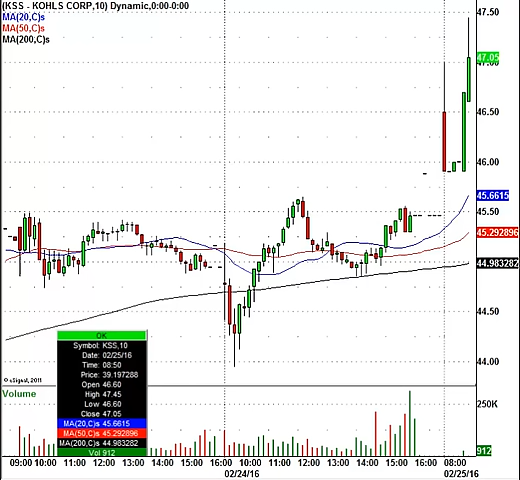 (KSS - KOHLS CORP,10) Dynamic,0:00-0:00
MA(20,C)s
MA(50,C)s
MA(200,C)s
47.50
47.05
47.00
46.50
46.00
45.6615
45.50
45.292896
44.983282
44.50
44.00
© eSignal, 2011
Volume
250K
912
OK
Symbol: KSS,10
Date: 02/25/16
Time: 08:50
Price: 39.197288
Open 46.60
High 47.45
Low 46.60
Close 47.05
MA(20,C)s 45.6615
MA(50,C)s 45.292896
MA(200,C)s 44.983282
Vol 912
09:00 10:00 11:00 12:00 13:00 14:00 15:00 16:00 10:00 11:00 12:00 13:00 14:00 15:00 16:00 08:00
02/24/16 02/25/16